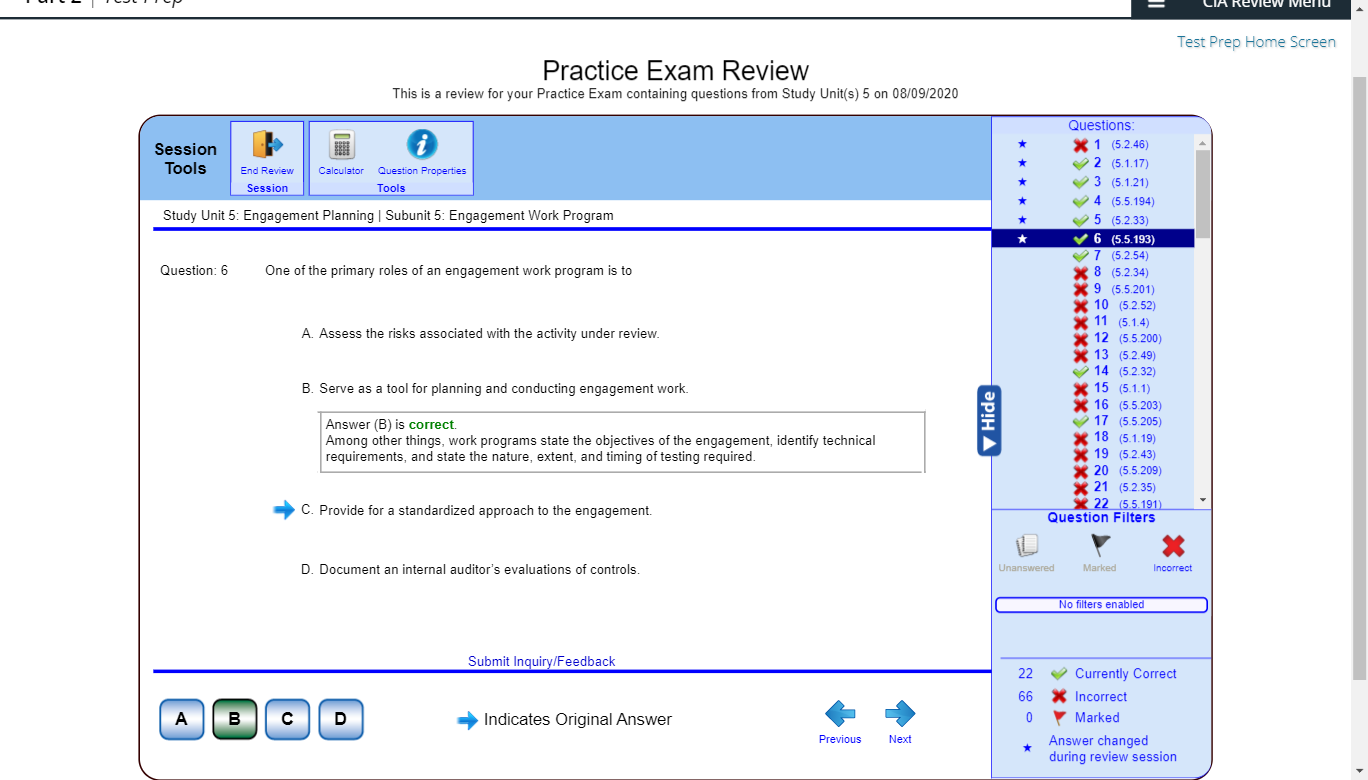 Part 2 | Test Prep
CIA Review Menu
Test Prep Home Screen
Practice Exam Review
This is a review for your Practice Exam containing questions from Study Unit(s) 5 on 08/09/2020
Session
Tools
End Review
Session
Calculator
Question Properties
Tools
Study Unit 5: Engagement Planning | Subunit 5: Engagement Work Program
Question: 6 One of the primary roles of an engagement work program is to
A. Assess the risks associated with the activity under review.
B. Serve as a tool for planning and conducting engagement work.
Answer (B) is correct.
Among other things, work programs state the objectives of the engagement, identify technical
requirements, and state the nature, extent, and timing of testing required.
C. Provide for a standardized approach to the engagement.
D. Document an internal auditor's evaluations of controls.
Submit Inquiry/Feedback
A B C D
Indicates Original Answer
Previous
Next
Hide
Questions:
1 (5.2.46)
2 (5.1.17)
3 (5.1.21)
4 (5.5.194)
5 (5.2.33)
6 (5.5.193)
7 (5.2.54)
8 (5.2.34)
9 (5.5.201)
10 (5.2.52)
11 (5.1.4)
12 (5.5.200)
13 (5.2.49)
14 (5.2.32)
15 (5.1.1)
16 (5.5.203)
17 (5.5.205)
18 (5.1.19)
19 (5.2.43)
20 (5.5.209)
21 (5.2.35)
22 (5.5.191)
Question Filters
Unanswered
Marked
Incorrect
No filters enabled
22 Currently Correct
66 Incorrect
0 Marked
Answer changed
during review session